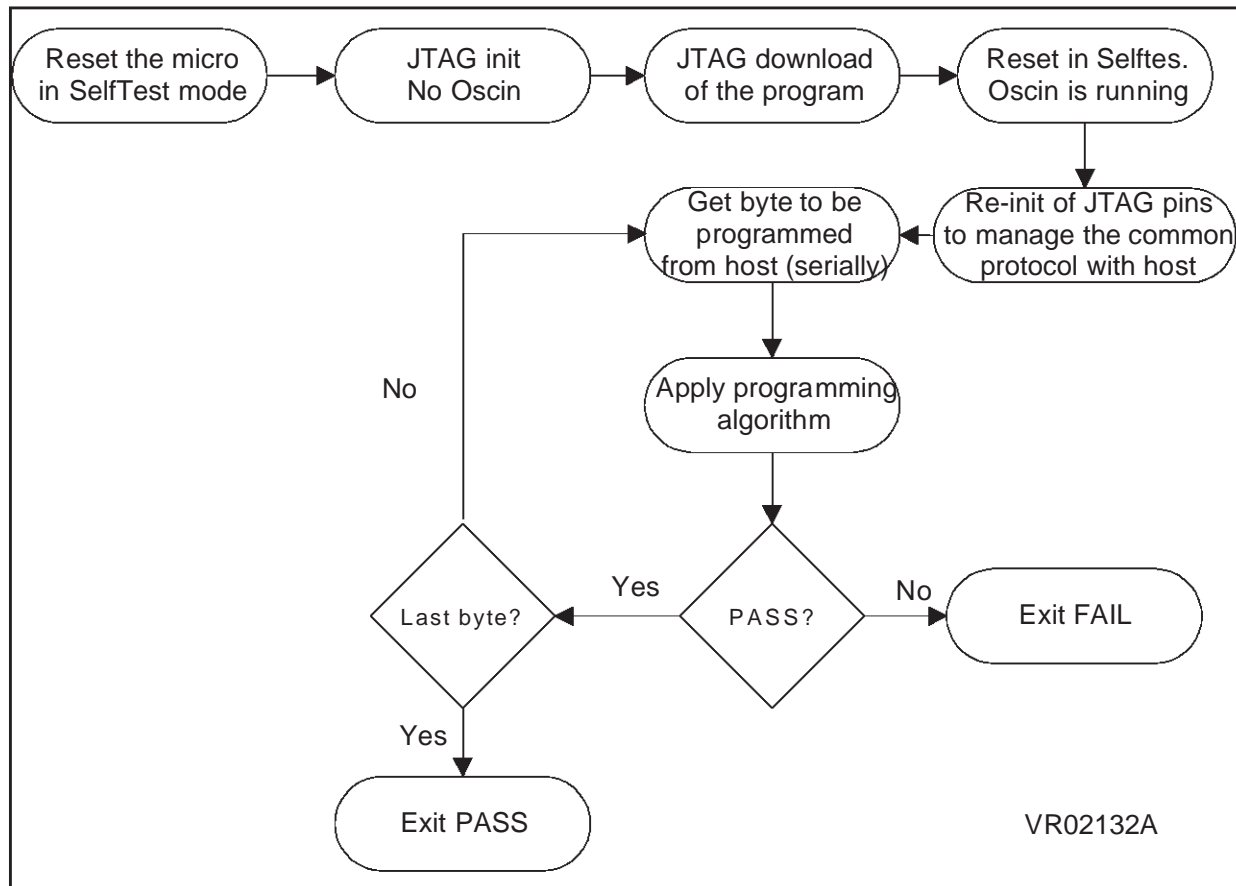 Reset the micro
in SelfTest mode
JTAG init
No Oscin
JTAG download
of the program
Reset in Selftes.
Oscin is running
Re-init of JTAG pins
to manage the common
protocol with host
Get byte to be
programmed
from host (serially)
Apply programming
algorithm
PASS?
No
Exit FAIL
Yes
Last byte?
No
Yes
Exit PASS
VR02132A